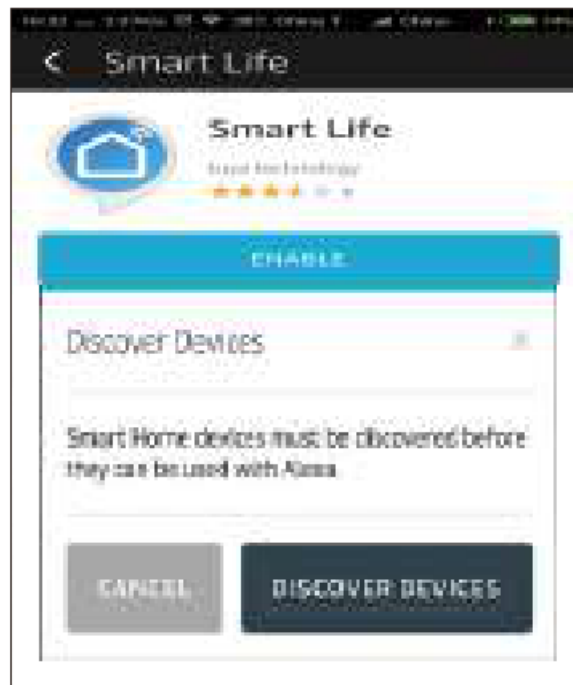 Smart Life
Smart Life
ENABLE
Discover Devices
Smart Home devices must be discovered before
they can be used with Alexa.
CANCEL
DISCOVER DEVICES